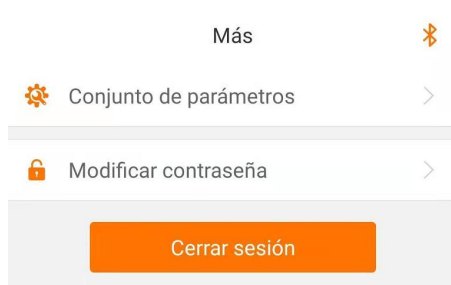 Más
Conjunto de parámetros
Modificar contraseña
Cerrar sesión